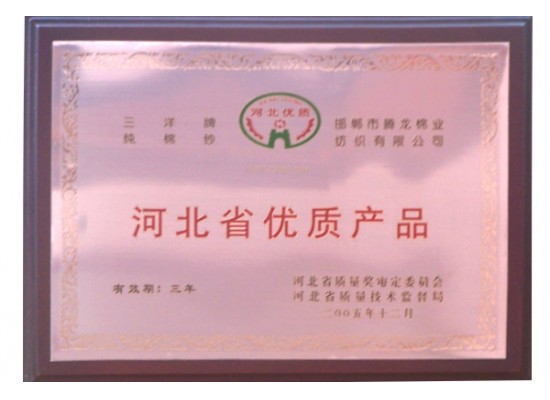 三洋牌
纯棉纱
河北优质
邯郸市腾龙棉业
纺织有限公司
河北省优质产品
有效期：三年
河北省质量奖审定委员会
河北省质量技术监督局
二00五年十二月